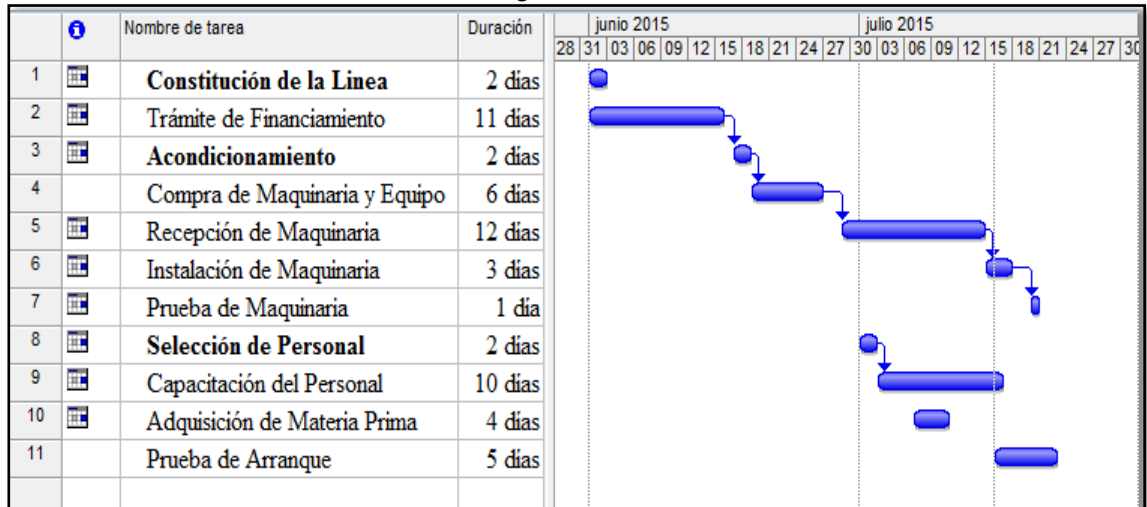 Nombre de tarea Duración junio 2015 julio 2015
28 31 03 06 09 12 15 18 21 24 27 30 03 06 09 12 15 18 21 24 27 30
1 Constitución de la Linea 2 días
2 Trámite de Financiamiento 11 días
3 Acondicionamiento 2 días
4 Compra de Maquinaria y Equipo 6 días
5 Recepción de Maquinaria 12 días
6 Instalación de Maquinaria 3 días
7 Prueba de Maquinaria 1 día
8 Selección de Personal 2 días
9 Capacitación del Personal 10 días
10 Adquisición de Materia Prima 4 días
11 Prueba de Arranque 5 días